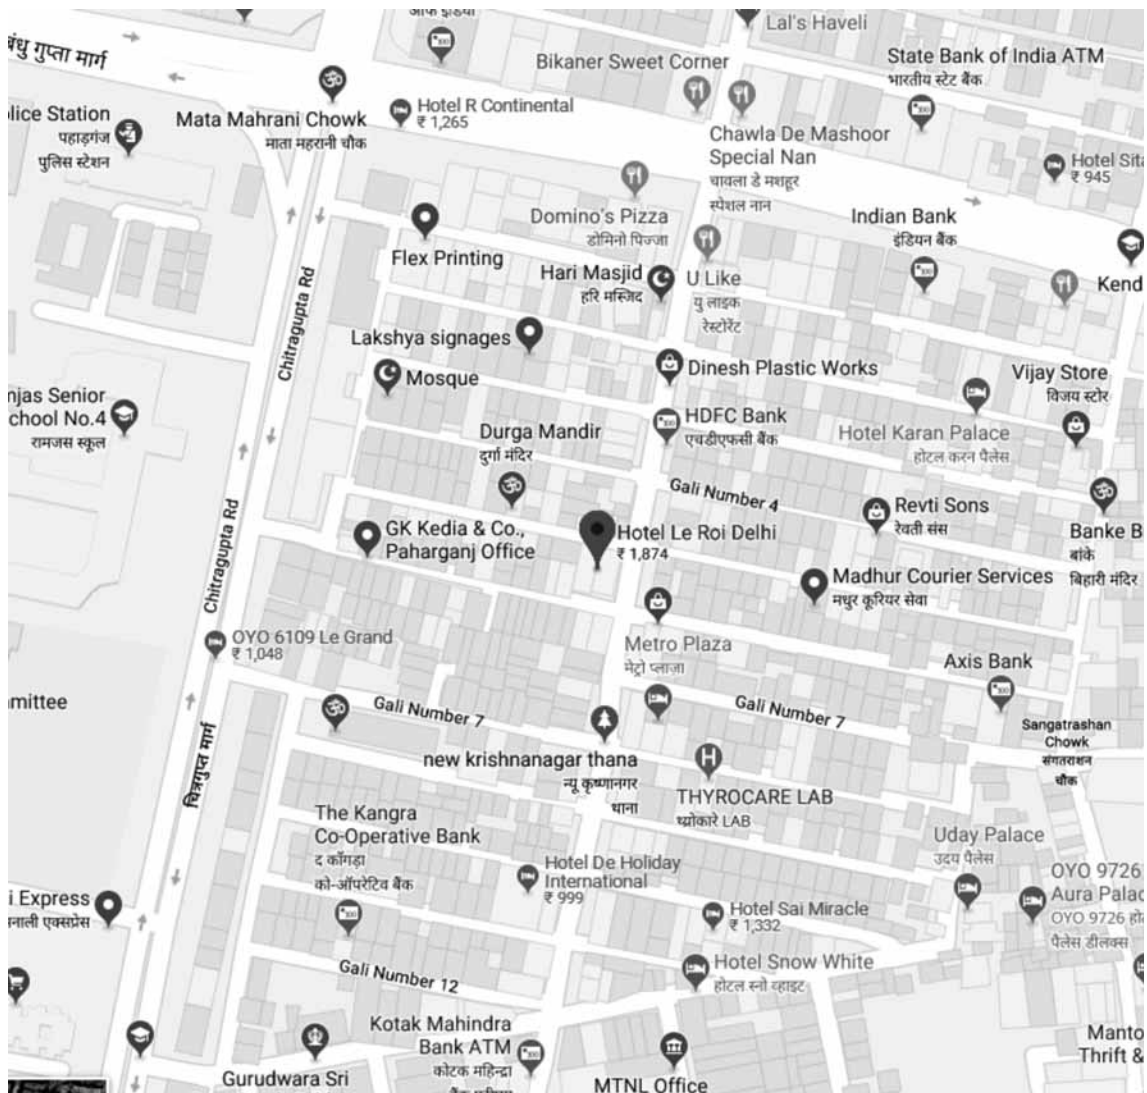 बंधु गुप्ता मार्ग
Lal's Haveli
Bikaner Sweet Corner
State Bank of India ATM
भारतीय स्टेट बैंक
Hotel R Continental
₹ 1,265
Mata Mahrani Chowk
माता महरानी चौक
lice Station
पहाड़गंज
पुलिस स्टेशन
Chawla De Mashoor
Special Nan
चावला डे मशहूर
स्पेशल नान
Hotel Sita
₹ 945
Domino's Pizza
डोमिनो पिज्जा
Indian Bank
इंडियन बैंक
Flex Printing
Hari Masjid
हरि मस्जिद
U Like
यु लाइक
रेस्टोरेंट
Kend
Chitragupta Rd
Lakshya signages
Mosque
Dinesh Plastic Works
Vijay Store
विजय स्टोर
njas Senior
chool No.4
रामजस स्कूल
Durga Mandir
दुर्गा मंदिर
HDFC Bank
एचडीएफसी बैंक
Hotel Karan Palace
होटल करन पैलेस
Gali Number 4
Revti Sons
रेवती संस
Chitragupta Rd
GK Kedia & Co.,
Paharganj Office
Hotel Le Roi Delhi
₹ 1,874
Banke B
बांके
बिहारी मंदिर
Madhur Courier Services
मधुर कूरियर सेवा
OYO 6109 Le Grand
₹ 1,048
Metro Plaza
मेट्रो प्लाज़ा
Axis Bank
mittee
Gali Number 7
Gali Number 7
Sangatrashan
Chowk
संगतराशन
चौक
चित्रगुप्त मार्ग
new krishnanagar thana
न्यू कृष्णानगर
थाना
THYROCARE LAB
थ्य्रोकारे LAB
The Kangra
Co-Operative Bank
द काँगड़ा
को-ऑपरेटिव बैंक
Uday Palace
उदय पैलेस
Hotel De Holiday
International
₹ 999
OYO 9726
Aura Palac
OYO 9726 हो
पैलेस डीलक्स
i Express
मनाली एक्सप्रेस
Hotel Sai Miracle
₹ 1,332
Gali Number 12
Hotel Snow White
होटल स्नो व्हाइट
Kotak Mahindra
Bank ATM
कोटक महिन्द्रा
Manto
Thrift &
Gurudwara Sri
MTNL Office